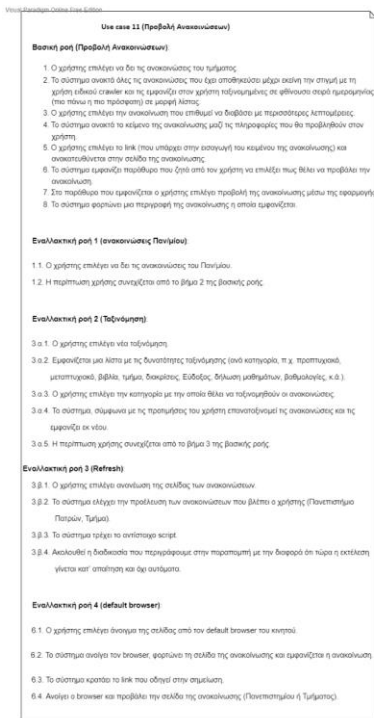 Visual Paradigm Online Free Edition
Use case 11 (Προβολή Ανακοινώσεων)
Βασική ροή (Προβολή Ανακοινώσεων)
1. Ο χρήστης επιλέγει να δει τις ανακοινώσεις του τμήματος.
2. Το σύστημα ανακτά όλες τις ανακοινώσεις που έχει αποθηκεύσει μέχρι εκείνη την στιγμή με τη
χρήση ειδικού crawler και τις εμφανίζει στον χρήστη ταξινομημένες σε φθίνουσα σειρά ημερομηνίας
(πιο πάνω η πιο πρόσφατη) σε μορφή λίστας.
3. Ο χρήστης επιλέγει την ανακοίνωση που επιθυμεί να διαβάσει με περισσότερες λεπτομέρειες.
4. Το σύστημα ανακτά το κείμενο της ανακοίνωσης μαζί τις πληροφορίες που θα προβληθούν στον
χρήστη.
5. Ο χρήστης επιλέγει το link (που υπάρχει στην εισαγωγή του κειμένου της ανακοίνωσης) και
ανακατευθύνεται στην σελίδα της ανακοίνωσης.
6. Το σύστημα εμφανίζει παράθυρο που ζητά από τον χρήστη να επιλέξει πως θέλει να προβάλει την
ανακοίνωση.
7. Στο παράθυρο που εμφανίζεται ο χρήστης επιλέγει προβολή της ανακοίνωσης μέσω της εφαρμογής
8. Το σύστημα φορτώνει μια περιγραφή της ανακοίνωσης η οποία εμφανίζεται.
Εναλλακτική ροή 1 (ανακοινώσεις Παν/μίου)
1.1. Ο χρήστης επιλέγει να δει τις ανακοινώσεις του Παν/μίου.
1.2. Η περίπτωση χρήσης συνεχίζεται από το βήμα 2 της βασικής ροής.
Εναλλακτική ροή 2 (Ταξινόμηση)
3.α.1. Ο χρήστης επιλέγει νέα ταξινόμηση.
3.α.2. Εμφανίζεται μια λίστα με τις δυνατότητες ταξινόμησης (ανά κατηγορία, π.χ. προπτυχιακό,
μεταπτυχιακό, βιβλία, τμήμα, διακρίσεις, Εύδοξος, δήλωση μαθημάτων, βαθμολογίες, κ.ά.).
3.α.3. Ο χρήστης επιλέγει την κατηγορία με την οποία θέλει να ταξινομηθούν οι ανακοινώσεις.
3.α.4. Το σύστημα, σύμφωνα με τις προτιμήσεις του χρήστη επαναταξινομεί τις ανακοινώσεις και τις
εμφανίζει εκ νέου.
3.α.5. Η περίπτωση χρήσης συνεχίζεται από το βήμα 3 της βασικής ροής.
Εναλλακτική ροή 3 (Refresh)
3.β.1. Ο χρήστης επιλέγει ανανέωση της σελίδας των ανακοινώσεων.
3.β.2. Το σύστημα ελέγχει την προέλευση των ανακοινώσεων που βλέπει ο χρήστης (Πανεπιστήμιο
Πατρών, Τμήμα).
3.β.3. Το σύστημα τρέχει το αντίστοιχο script.
3.β.4. Ακολουθεί η διαδικασία που περιγράφουμε στην παραπομπή με την διαφορά ότι τώρα η εκτέλεση
γίνεται κατ' απαίτηση και όχι αυτόματα.
Εναλλακτική ροή 4 (default browser)
6.1. Ο χρήστης επιλέγει άνοιγμα της σελίδας από τον default browser του κινητού.
6.2. Το σύστημα ανοίγει τον browser, φορτώνει τη σελίδα της ανακοίνωσης και εμφανίζεται η ανακοίνωση.
6.3. Το σύστημα κρατάει το link που οδηγεί στην σημείωση.
6.4. Ανοίγει ο browser και προβάλει την σελίδα της ανακοίνωσης (Πανεπιστημίου ή Τμήματος).